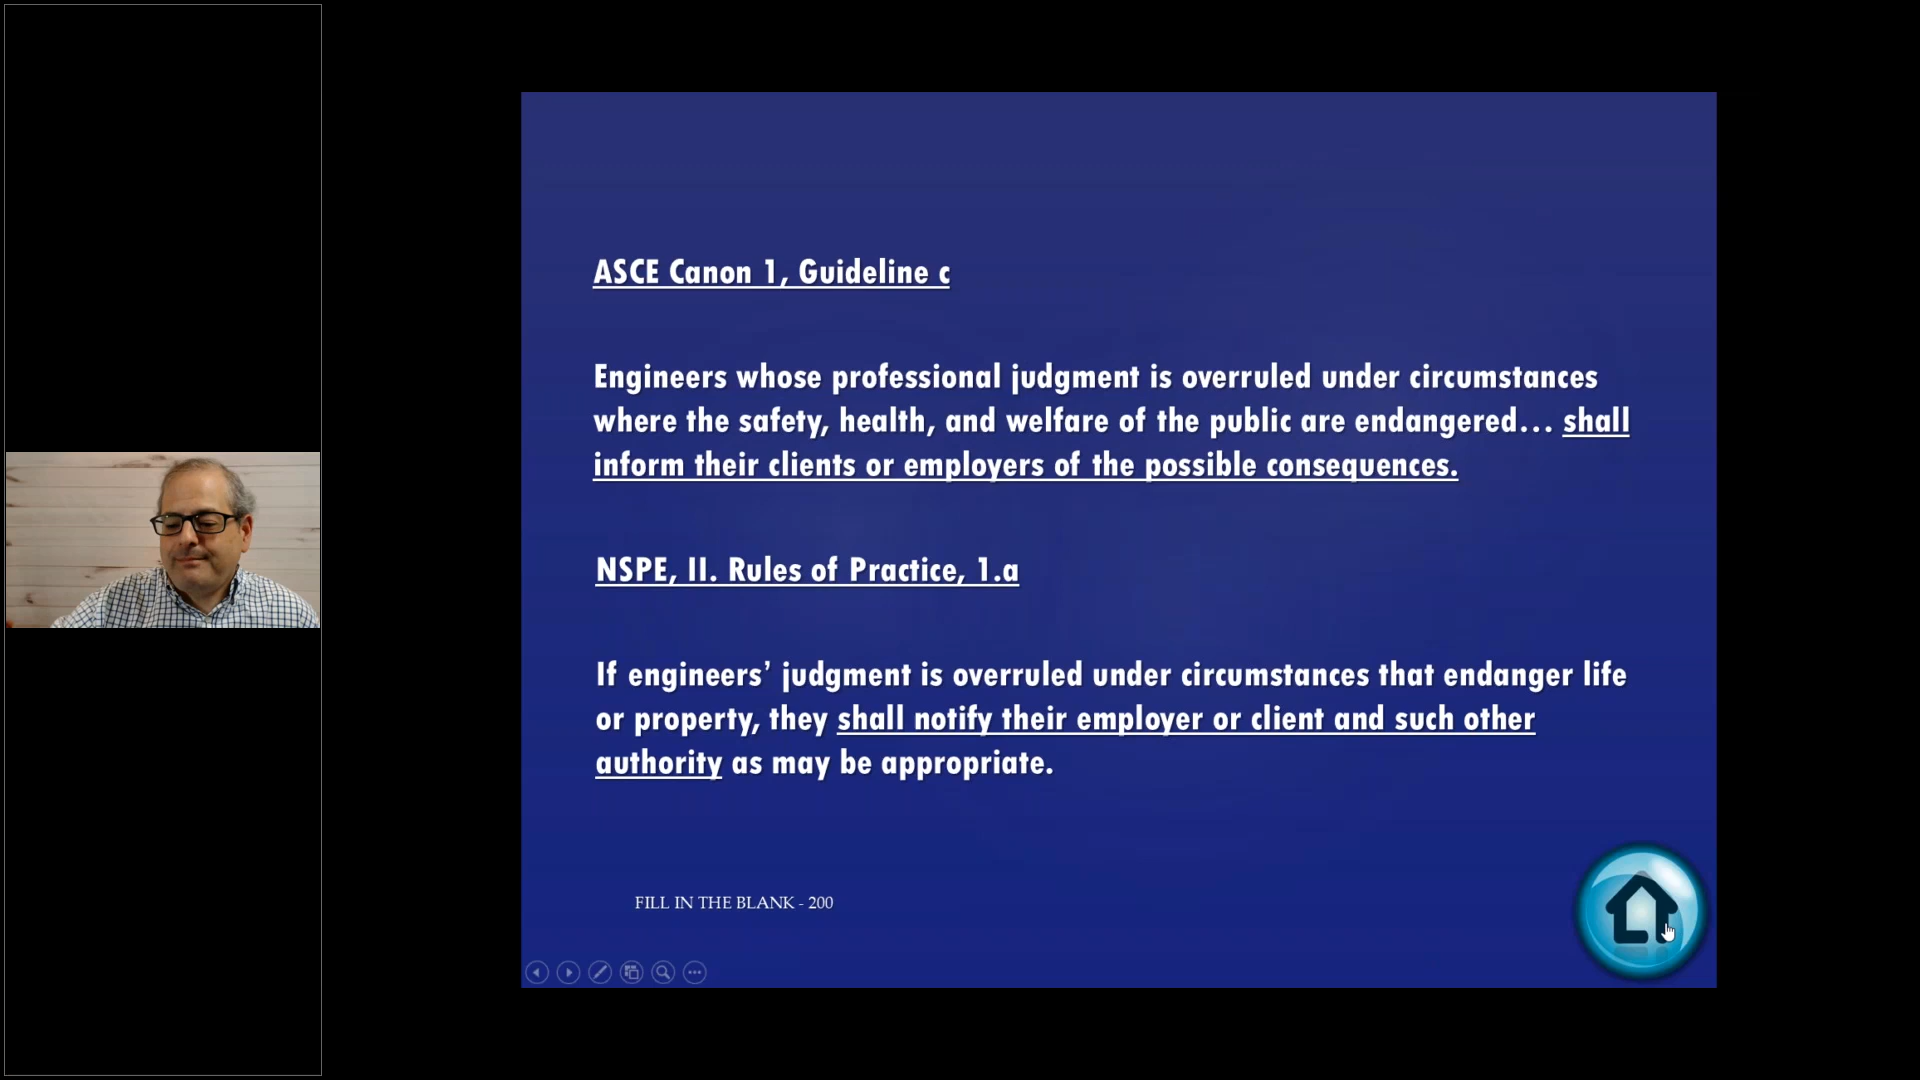 ASCE Canon 1, Guideline c
Engineers whose professional judgment is overruled under circumstances
where the safety, health, and welfare of the public are endangered… shall
inform their clients or employers of the possible consequences.
NSPE, II. Rules of Practice, 1.a
If engineers’ judgment is overruled under circumstances that endanger life
or property, they shall notify their employer or client and such other
authority as may be appropriate.
FILL IN THE BLANK - 200